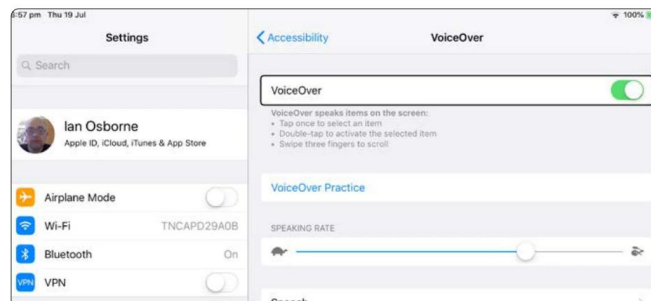 :57 pm Thu 19 Jul
100%
Settings
Accessibility
VoiceOver
Search
VoiceOver
VoiceOver speaks items on the screen:
• Tap once to select an item
• Double-tap to activate the selected item
• Swipe three fingers to scroll
Ian Osborne
Apple ID, iCloud, iTunes & App Store
VoiceOver Practice
Airplane Mode
Wi-Fi TNCAPD29A0B
SPEAKING RATE
Bluetooth On
VPN VPN
Speech